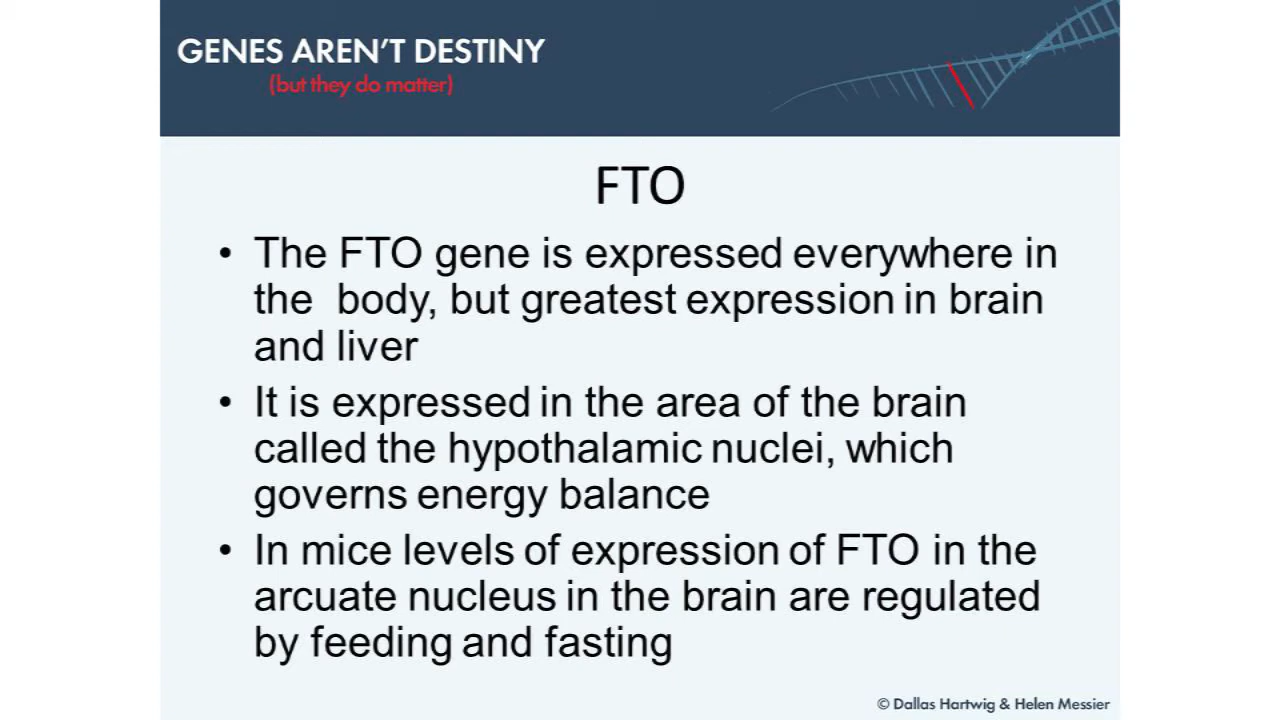 GENES AREN'T DESTINY
(but they do matter)
FTO
• The FTO gene is expressed everywhere in
the  body, but greatest expression in brain
and liver
• It is expressed in the area of the brain
called the hypothalamic nuclei, which
governs energy balance
• In mice levels of expression of FTO in the
arcuate nucleus in the brain are regulated
by feeding and fasting
© Dallas Hartwig & Helen Messier